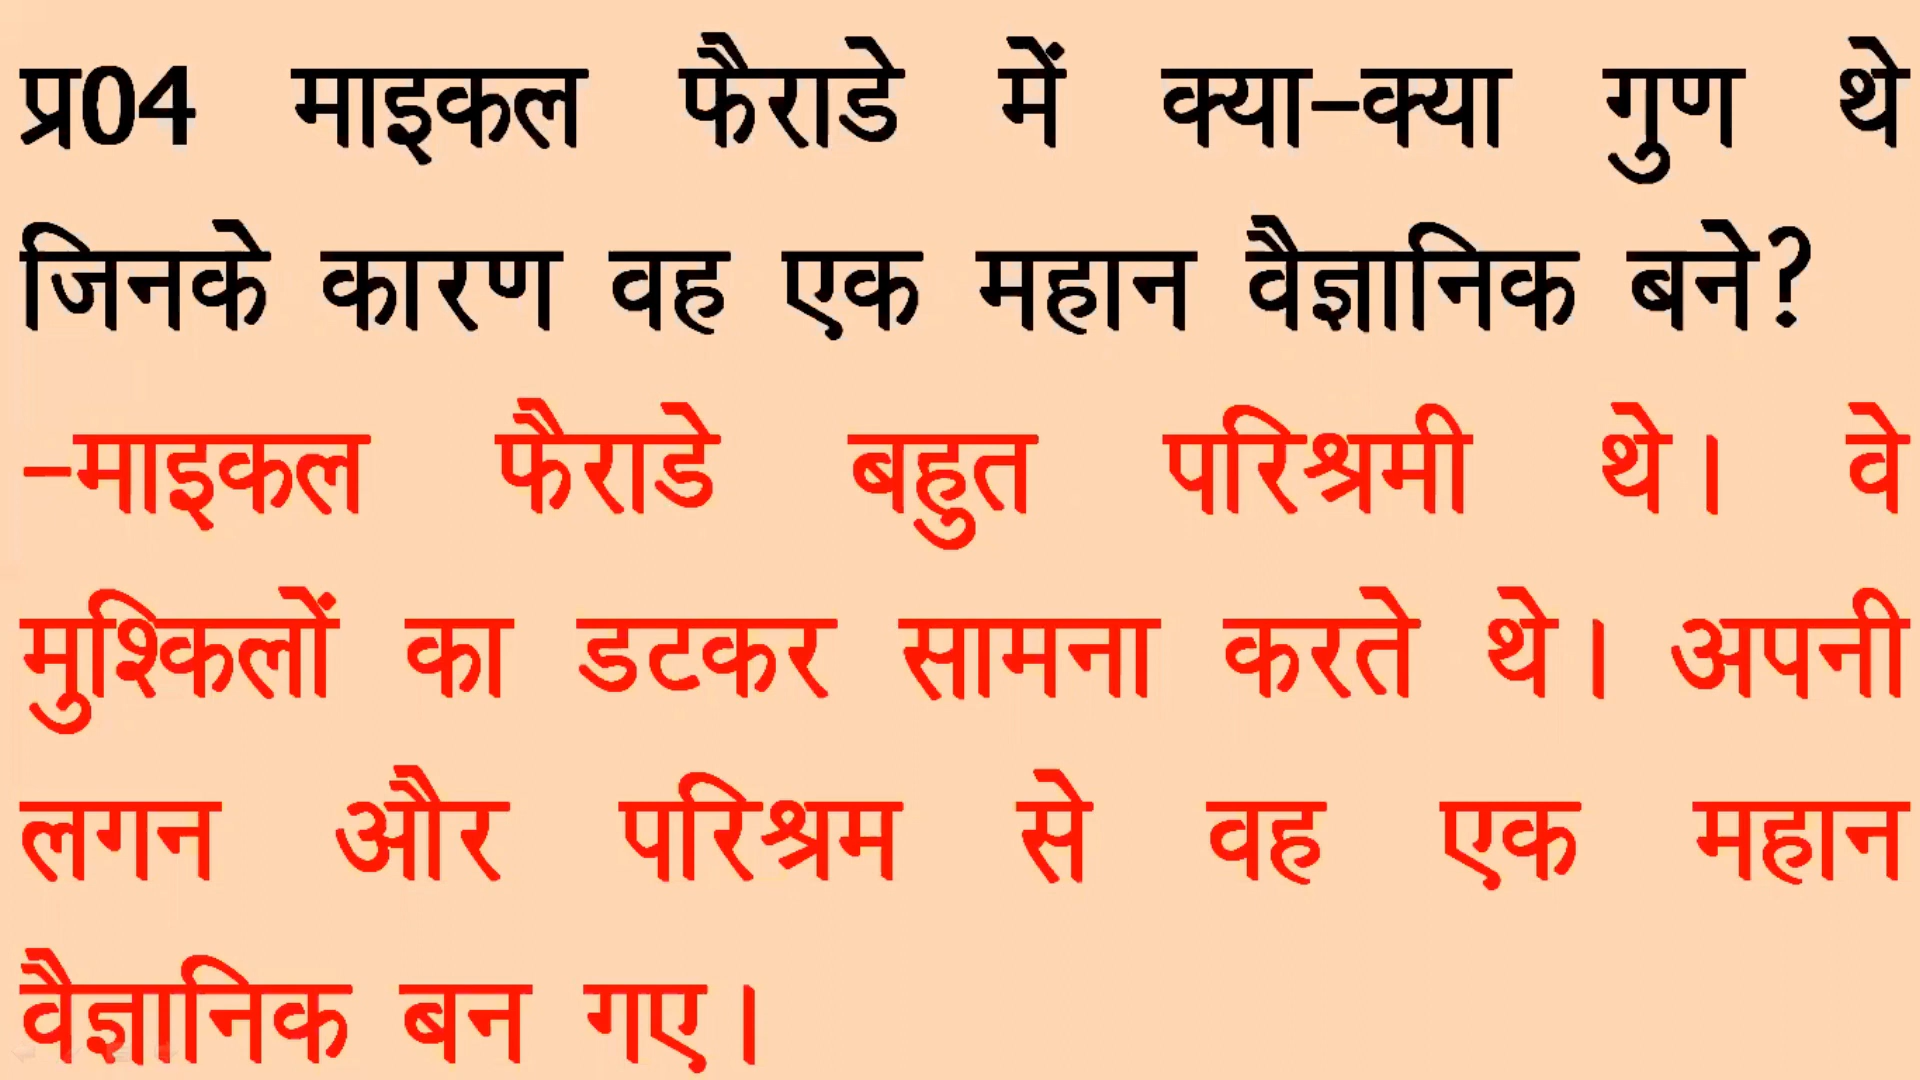 प्र04 माइकल फैराडे में क्या-क्या गुण थे
जिनके कारण वह एक महान वैज्ञानिक बने?
-माइकल फैराडे बहुत परिश्रमी थे। वे
मुश्किलों का डटकर सामना करते थे। अपनी
लगन और परिश्रम से वह एक महान
वैज्ञानिक बन गए।